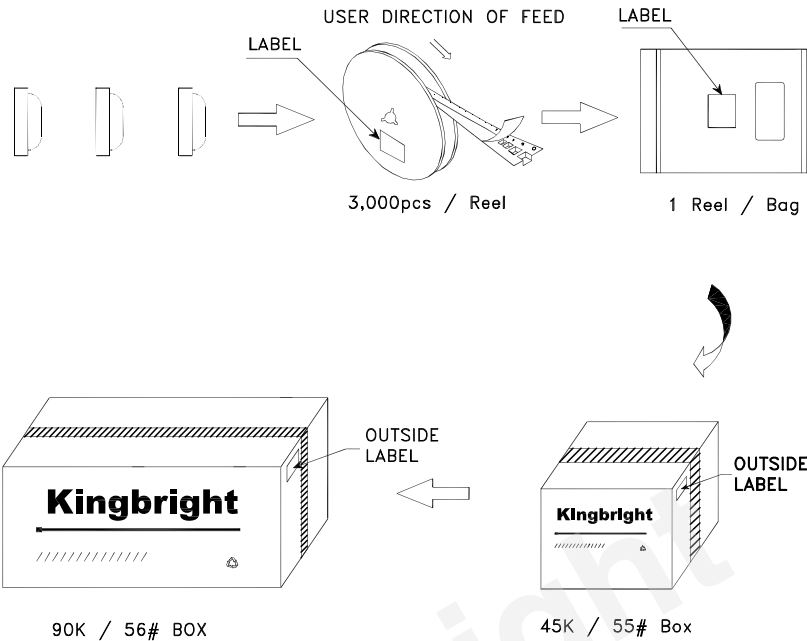 USER DIRECTION OF FEED
LABEL
LABEL
3,000pcs / Reel
1 Reel / Bag
OUTSIDE
LABEL
Kingbright
90K / 56# BOX
OUTSIDE
LABEL
Kingbright
45K / 55# Box